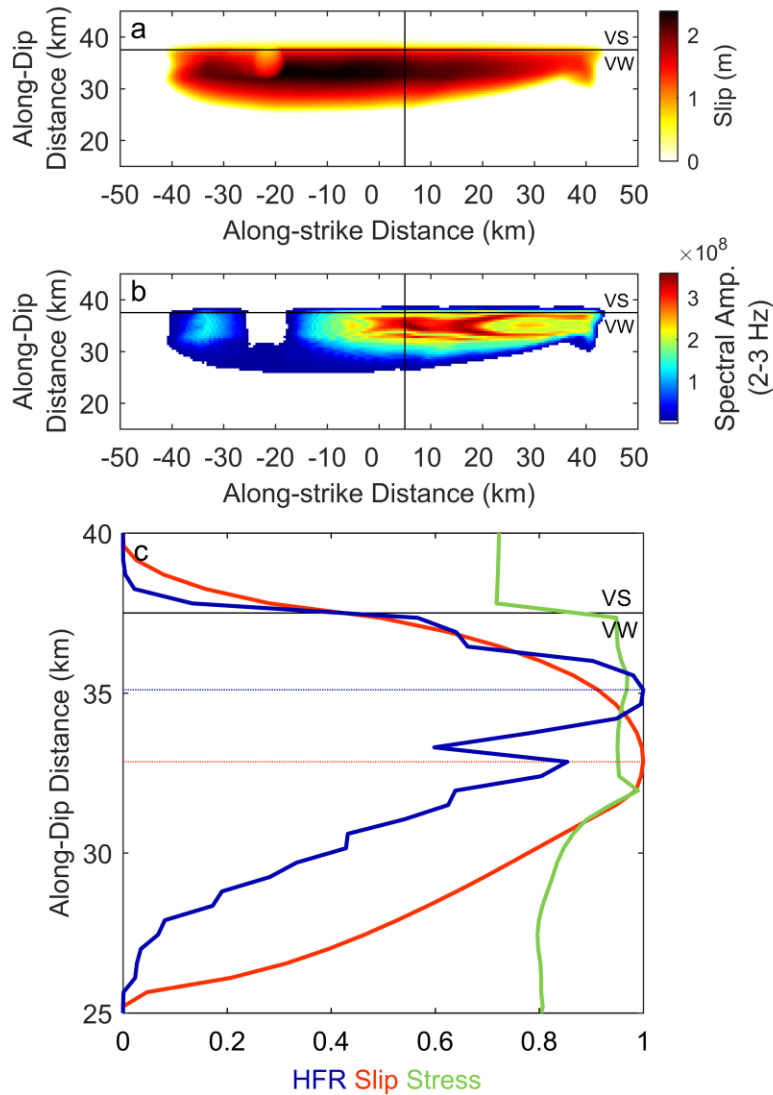 a
VS
VW
40
30
20
Along-Dip
Distance (km)
-50 -40 -30 -20 -10 0 10 20 30 40 50
Along-strike Distance (km)
2
1
0
Slip (m)
b
VS
VW
40
30
20
Along-Dip
Distance (km)
-50 -40 -30 -20 -10 0 10 20 30 40 50
Along-strike Distance (km)
×10⁸
3
2
1
Spectral Amp.
(2-3 Hz)
c
VS
VW
40
35
30
25
Along-Dip Distance (km)
0 0.2 0.4 0.6 0.8 1
HFR Slip Stress